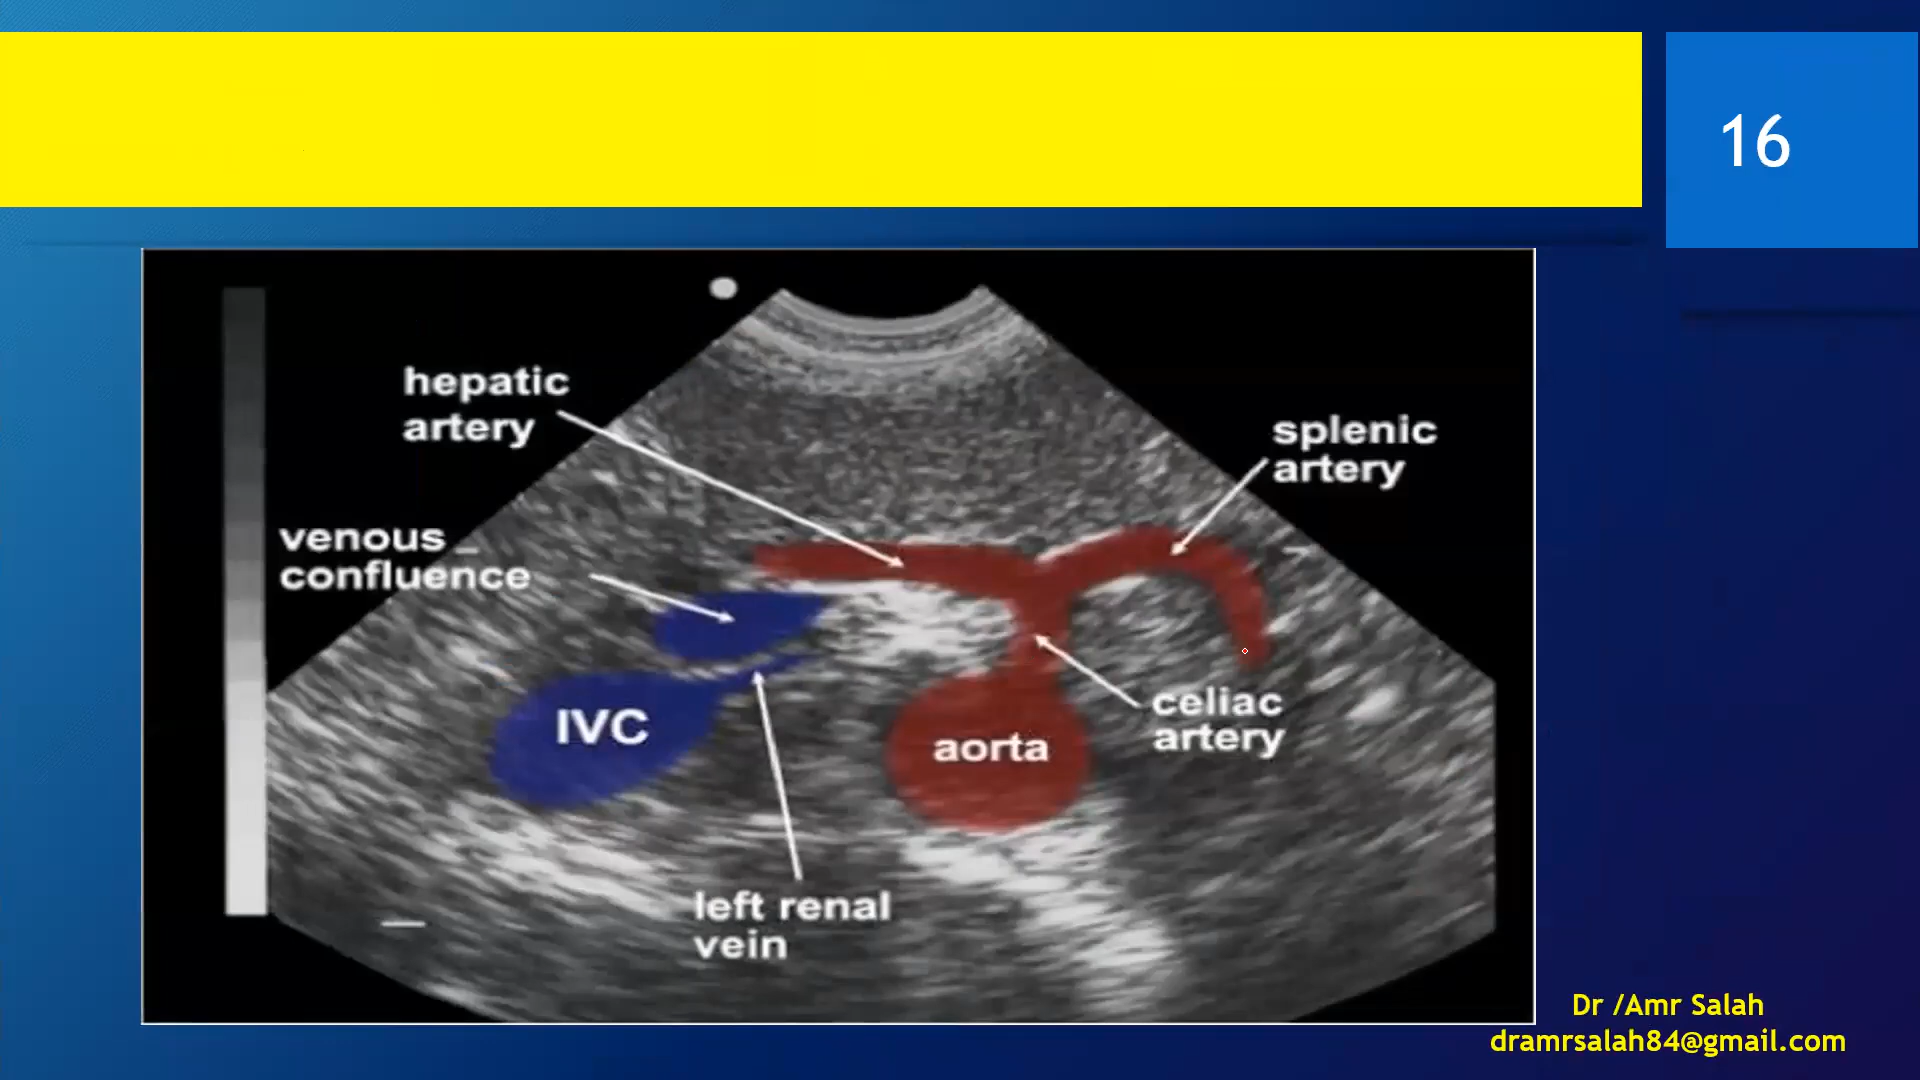 16
hepatic
artery
splenic
artery
venous
confluence
IVC
aorta
celiac
artery
left renal
vein
Dr /Amr Salah
dramrsalah84@gmail.com